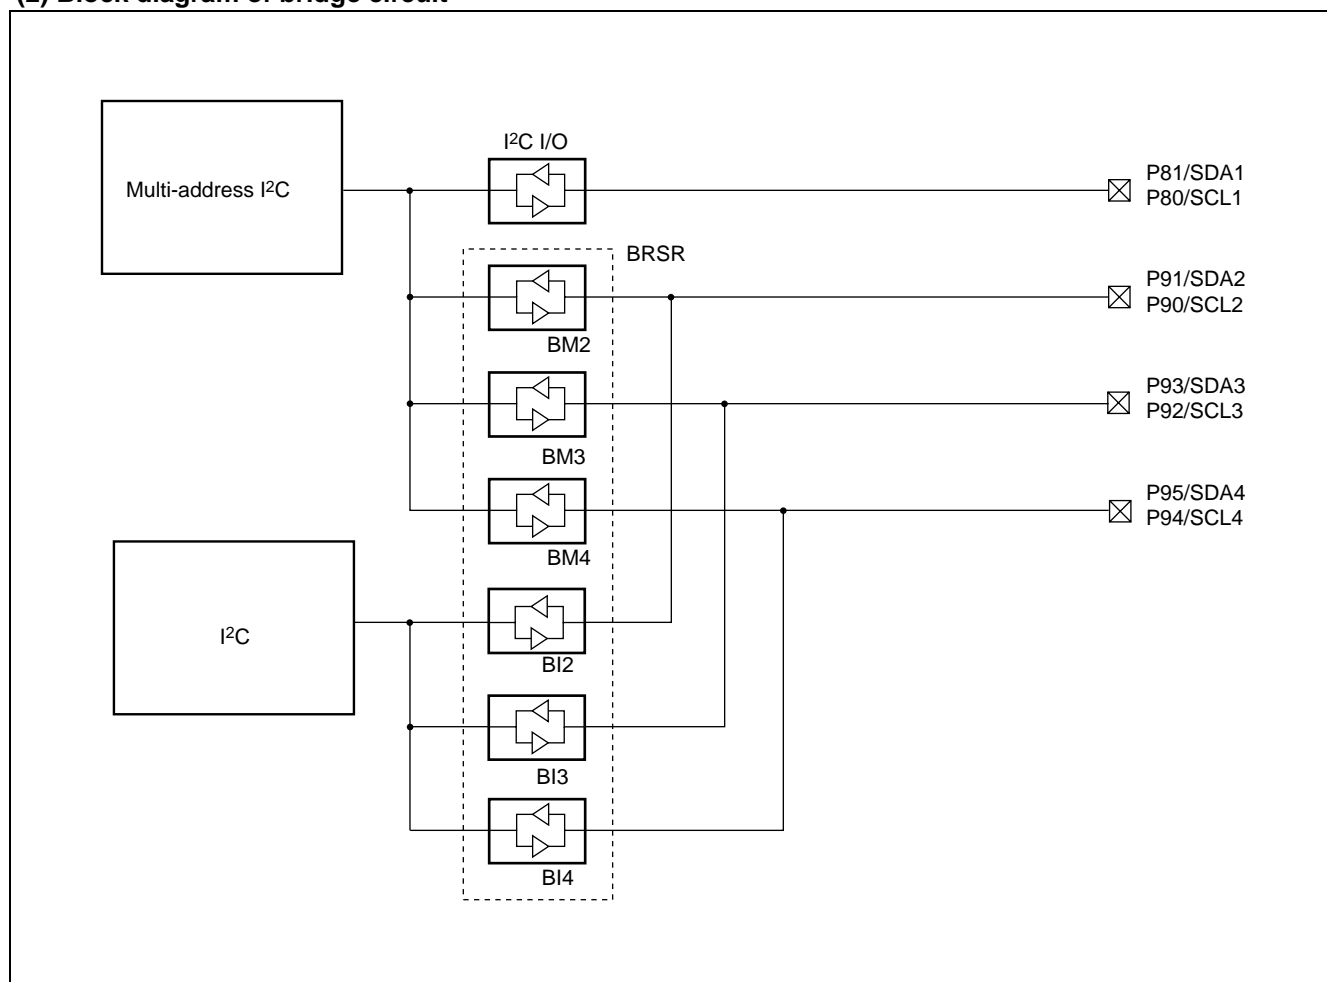 (2) Block diagram of bridge circuit
I²C I/O
Multi-address I²C
P81/SDA1
P80/SCL1
BRSR
P91/SDA2
P90/SCL2
BM2
P93/SDA3
P92/SCL3
BM3
P95/SDA4
P94/SCL4
BM4
I²C
BI2
BI3
BI4